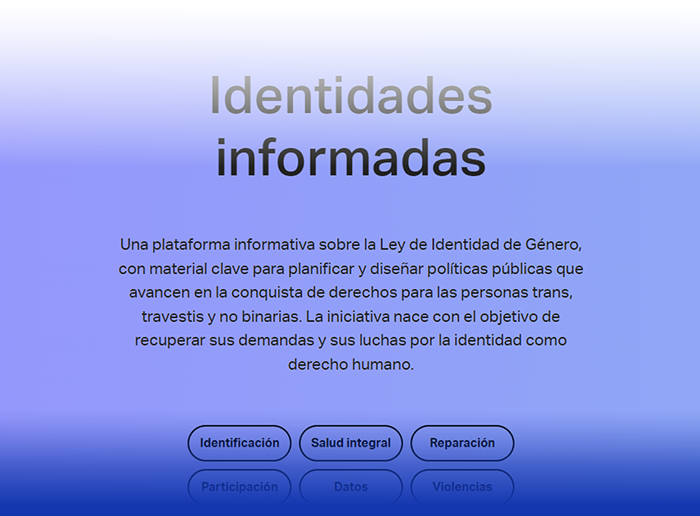 Identidades
informadas
Una plataforma informativa sobre la Ley de Identidad de Género,
con material clave para planificar y diseñar políticas públicas que
avancen en la conquista de derechos para las personas trans,
travestis y no binarias. La iniciativa nace con el objetivo de
recuperar sus demandas y sus luchas por la identidad como
derecho humano.
Identificación Salud integral Reparación
Participación Datos Violencias